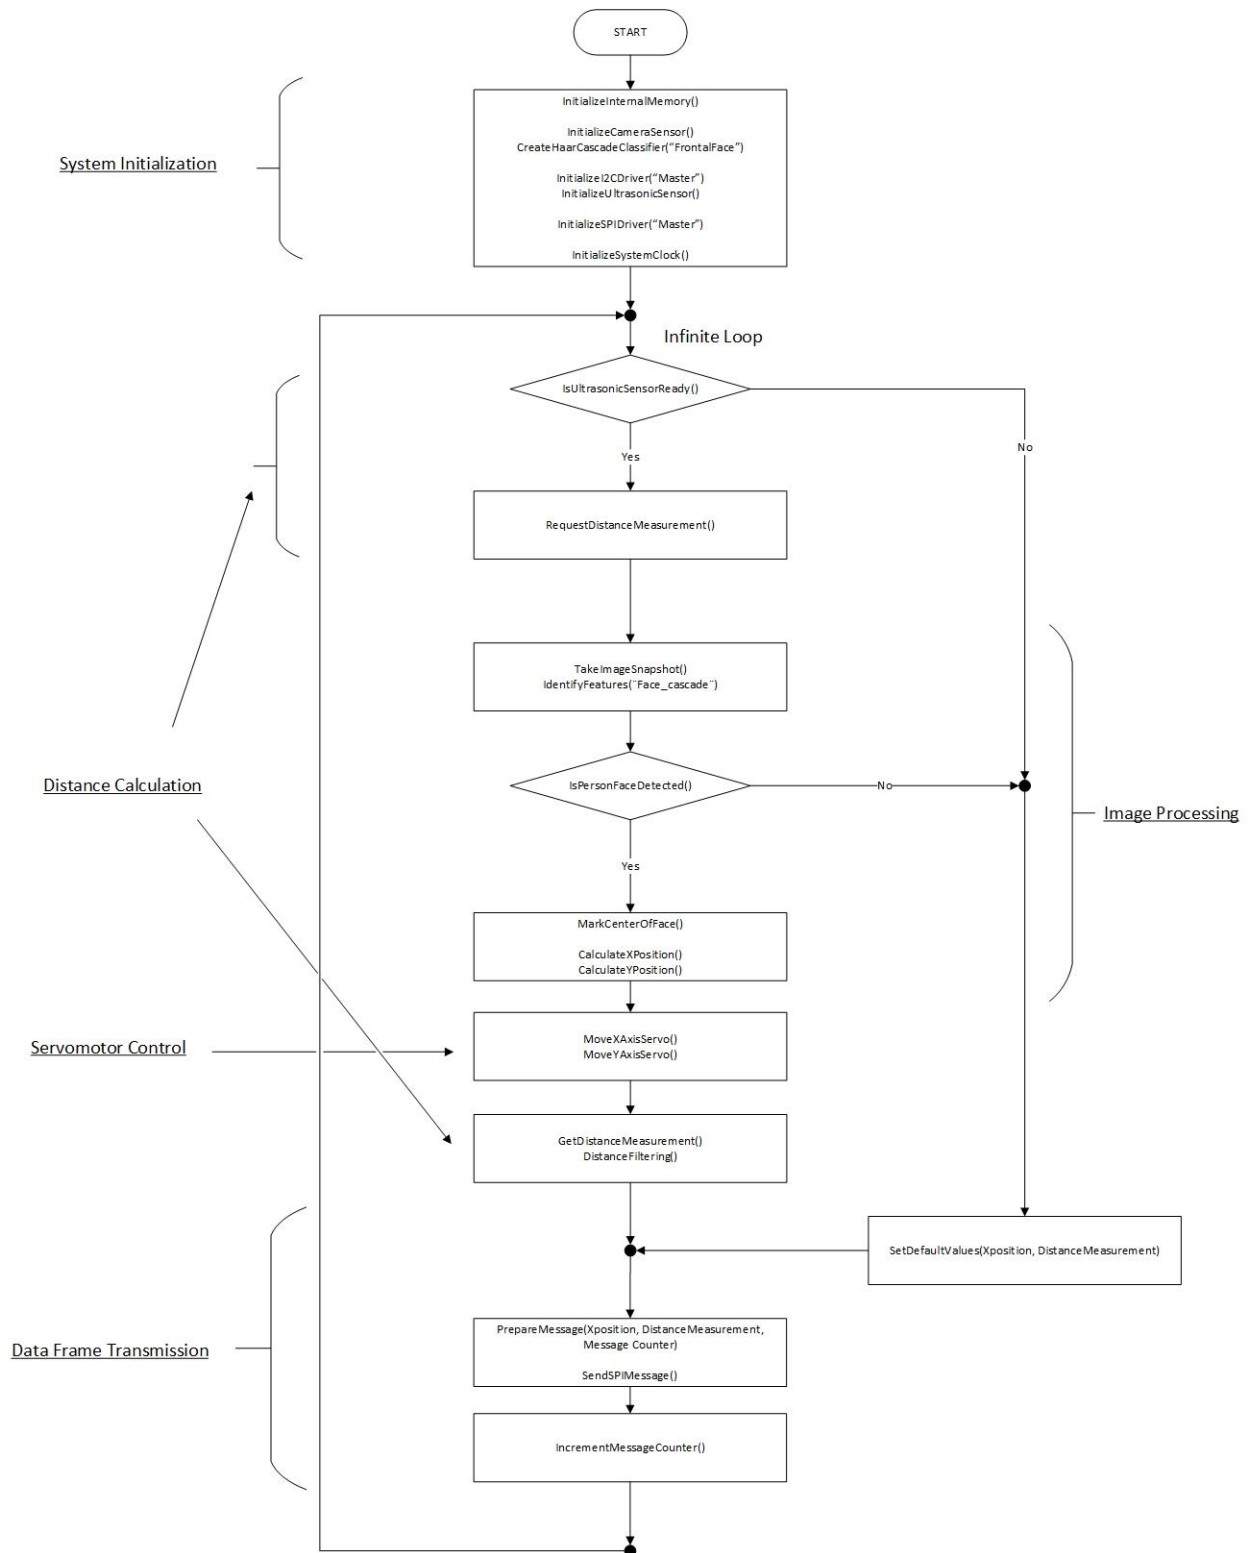 START
InitializeInternalMemory()
InitializeCameraSensor()
CreateHaarCascadeClassifier(“FrontalFace”)
InitializeI2CDriver(“Master”)
InitializeUltrasonicSensor()
InitializeSPIDriver(“Master”)
InitializeSystemClock()
System Initialization
Infinite Loop
IsUltrasonicSensorReady()
No
Yes
RequestDistanceMeasurement()
TakeImageSnapshot()
IdentifyFeatures(¨Face_cascade¨)
Distance Calculation
IsPersonFaceDetected()
No
Image Processing
Yes
MarkCenterOfFace()
CalculateXPosition()
CalculateYPosition()
Servomotor Control
MoveXAxisServo()
MoveYAxisServo()
GetDistanceMeasurement()
DistanceFiltering()
SetDefaultValues(Xposition, DistanceMeasurement)
Data Frame Transmission
PrepareMessage(Xposition, DistanceMeasurement,
Message Counter)
SendSPIMessage()
IncrementMessageCounter()